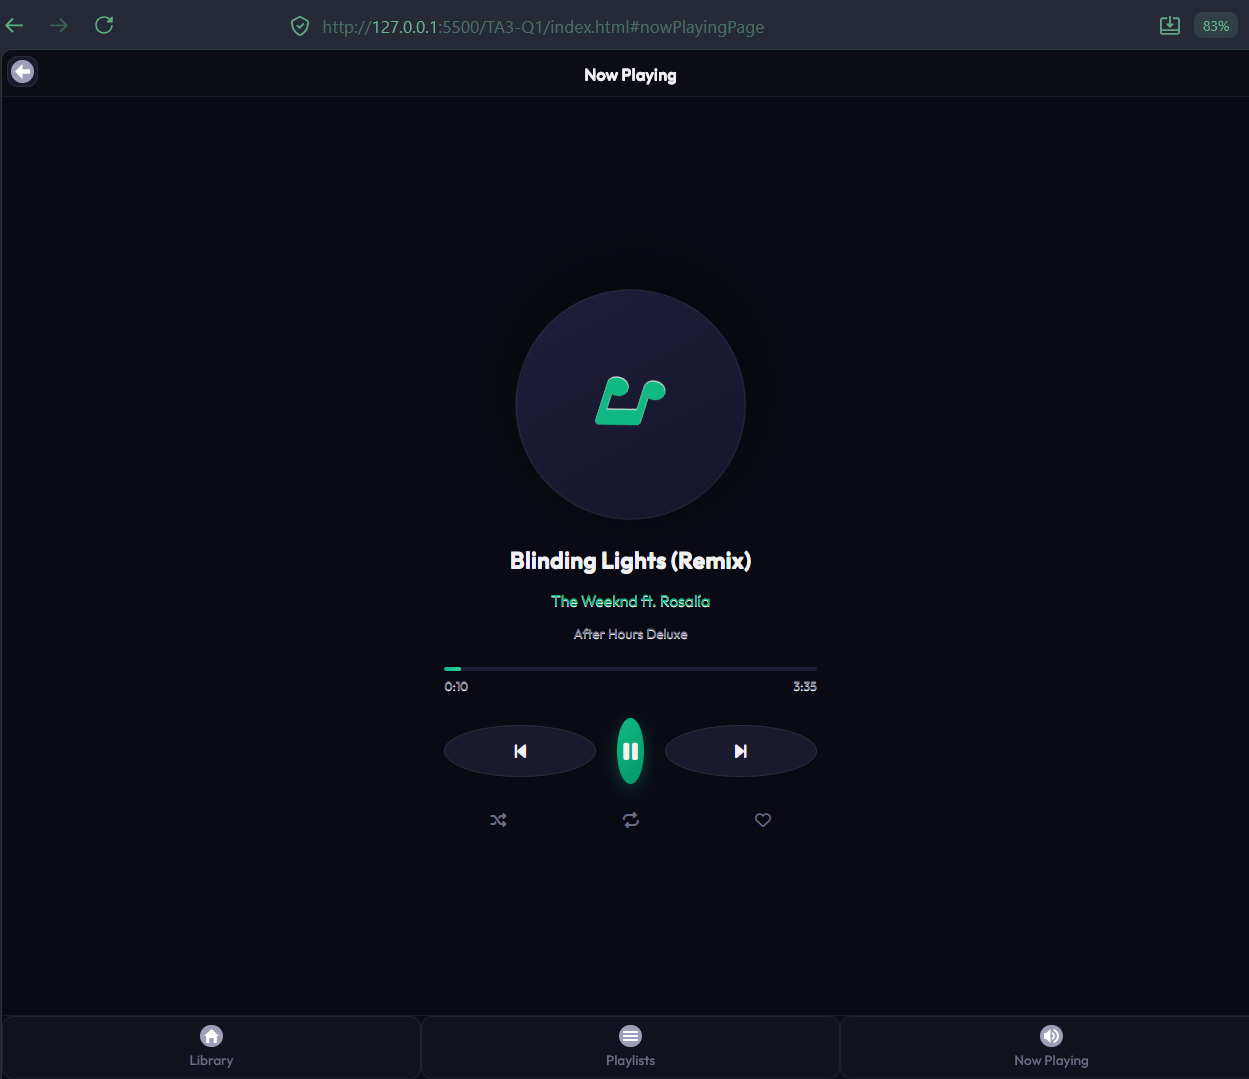 http://127.0.0.1:5500/TA3-Q1/index.html#nowPlayingPage
83%
Now Playing
Blinding Lights (Remix)
The Weeknd ft. Rosalía
After Hours Deluxe
0:10
3:35
Library
Playlists
Now Playing